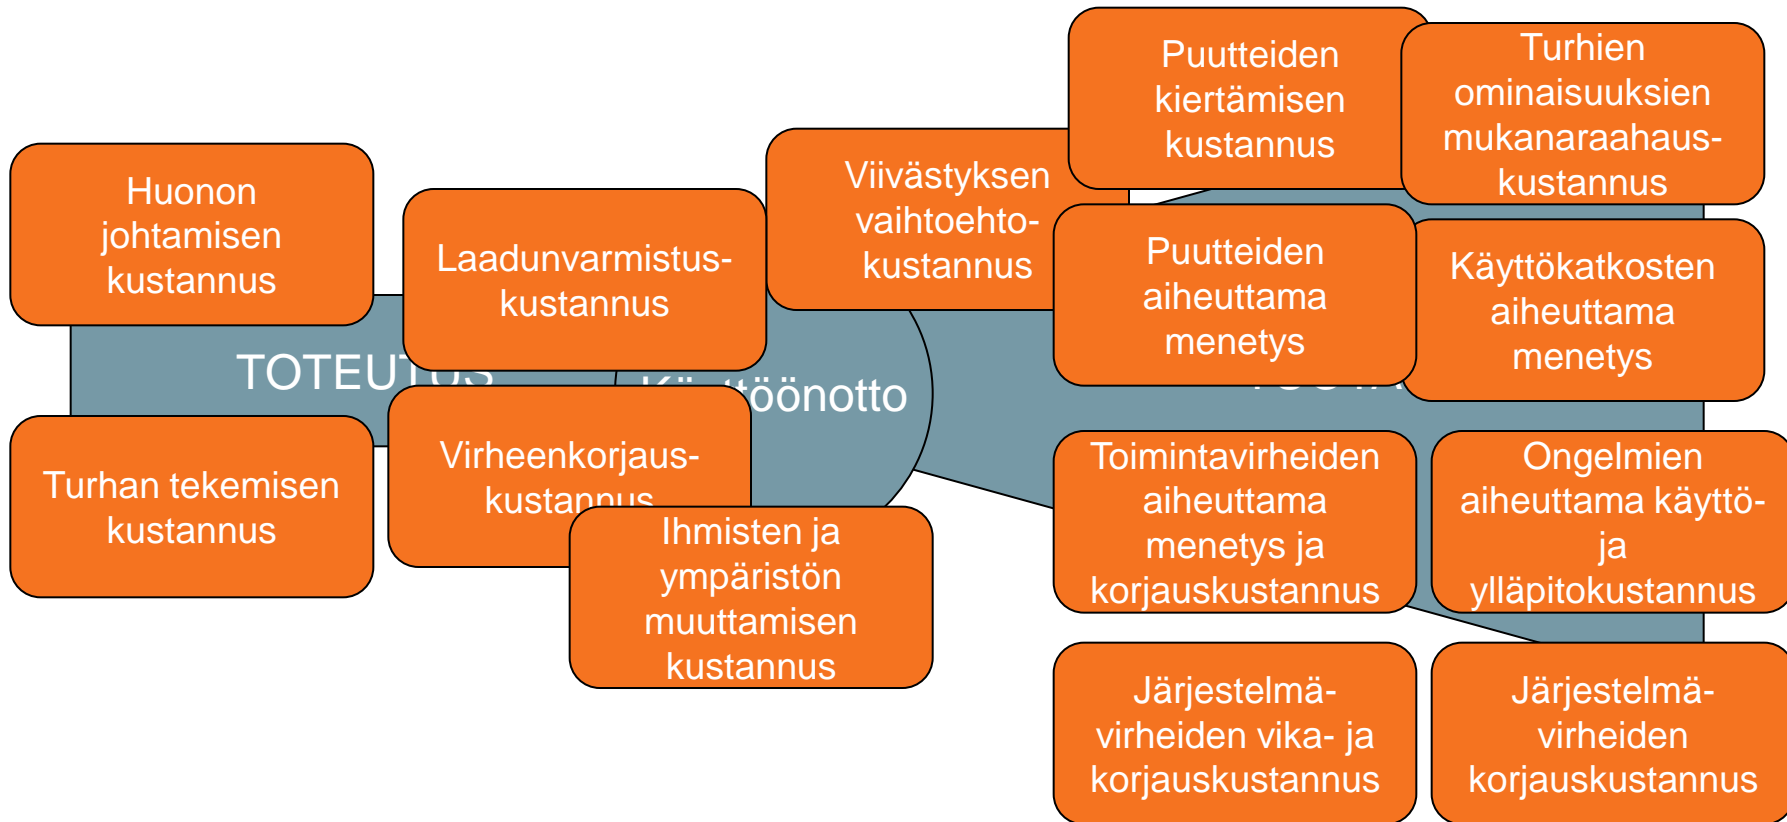 Huonon
johtamisen
kustannus
Turhan tekemisen
kustannus
TOTEUTUS
Laadunvarmistus-
kustannus
Virheenkorjaus-
kustannus
Käyttöönotto
Ihmisten ja
ympäristön
muuttamisen
kustannus
Viivästyksen
vaihtoehto-
kustannus
Puutteiden
kiertämisen
kustannus
Turhien
ominaisuuksien
mukanaraahaus-
kustannus
Puutteiden
aiheuttama
menetys
Käyttökatkosten
aiheuttama
menetys
Toimintavirheiden
aiheuttama
menetys ja
korjauskustannus
Ongelmien
aiheuttama käyttö-
ja
ylläpitokustannus
Järjestelmä-
virheiden vika- ja
korjauskustannus
Järjestelmä-
virheiden
korjauskustannus